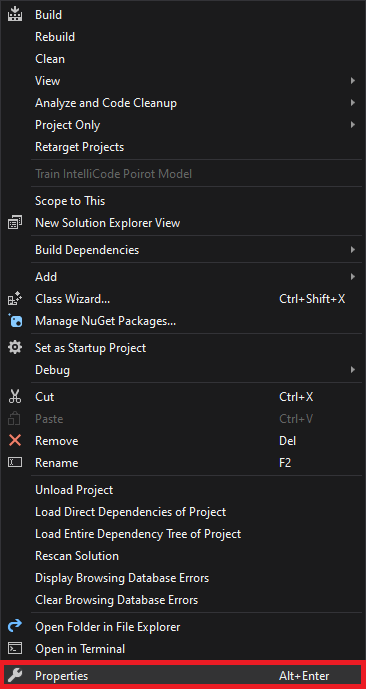 Build
Rebuild
Clean
View
Analyze and Code Cleanup
Project Only
Retarget Projects
Train IntelliCode Poirot Model
Scope to This
New Solution Explorer View
Build Dependencies
Add
Class Wizard... Ctrl+Shift+X
Manage NuGet Packages...
Set as Startup Project
Debug
Cut Ctrl+X
Paste Ctrl+V
Remove Del
Rename F2
Unload Project
Load Direct Dependencies of Project
Load Entire Dependency Tree of Project
Rescan Solution
Display Browsing Database Errors
Clear Browsing Database Errors
Open Folder in File Explorer
Open in Terminal
Properties Alt+Enter